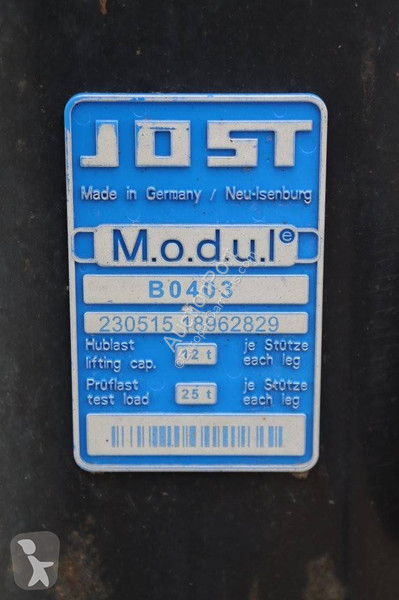 JOST
Made in Germany / Neu-Isenburg
M.o.d.u.l e
B0403
230515 18962829
Hublast 12 t je Stütze
lifting cap. each leg
Prüflast 25 t je Stütze
test load each leg